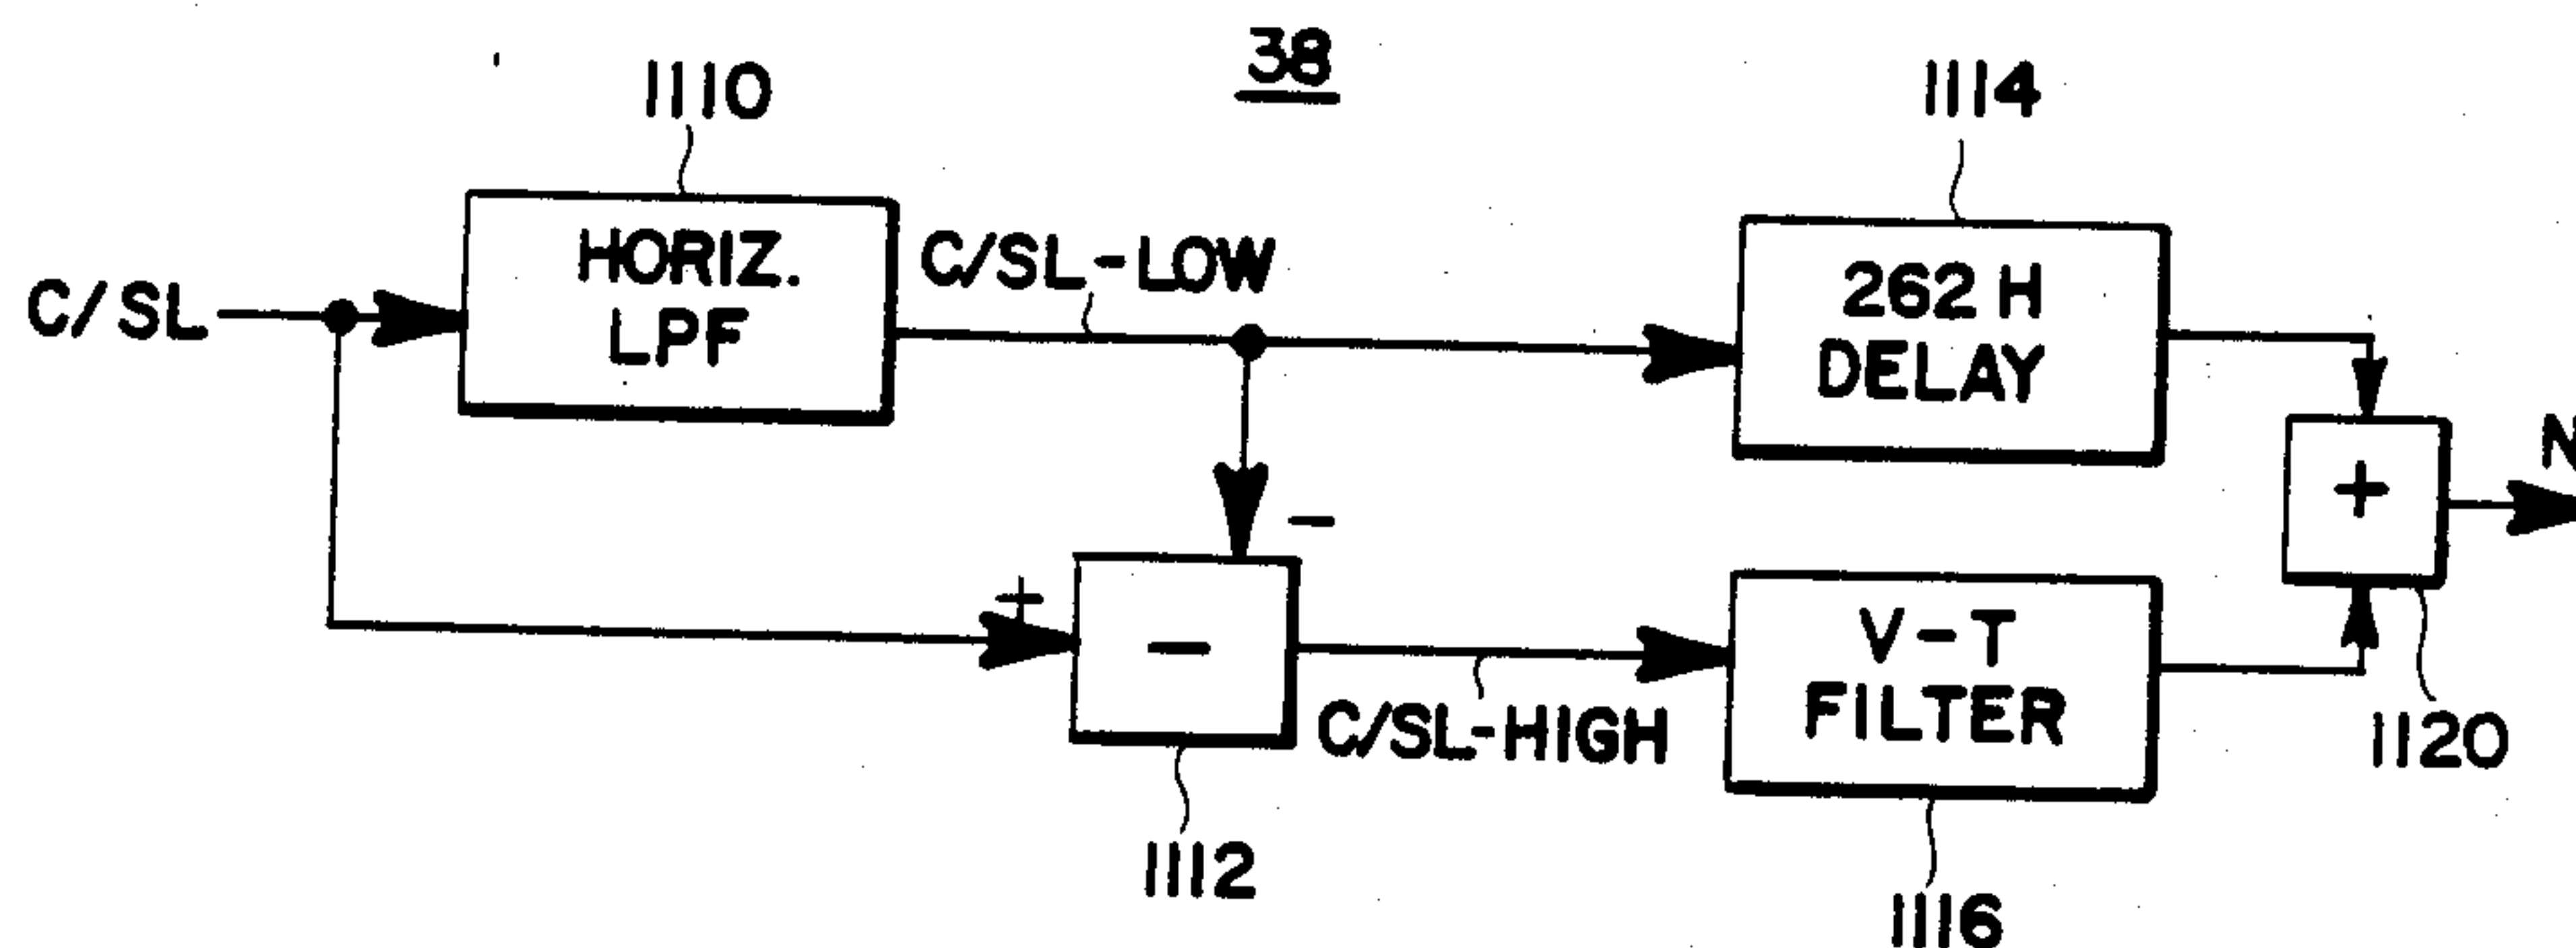 38
1110
1114
HORIZ.
LPF
C/SL
C/SL-LOW
262 H
DELAY
+
-
+
-
V-T
FILTER
C/SL-HIGH
1120
1112
1116